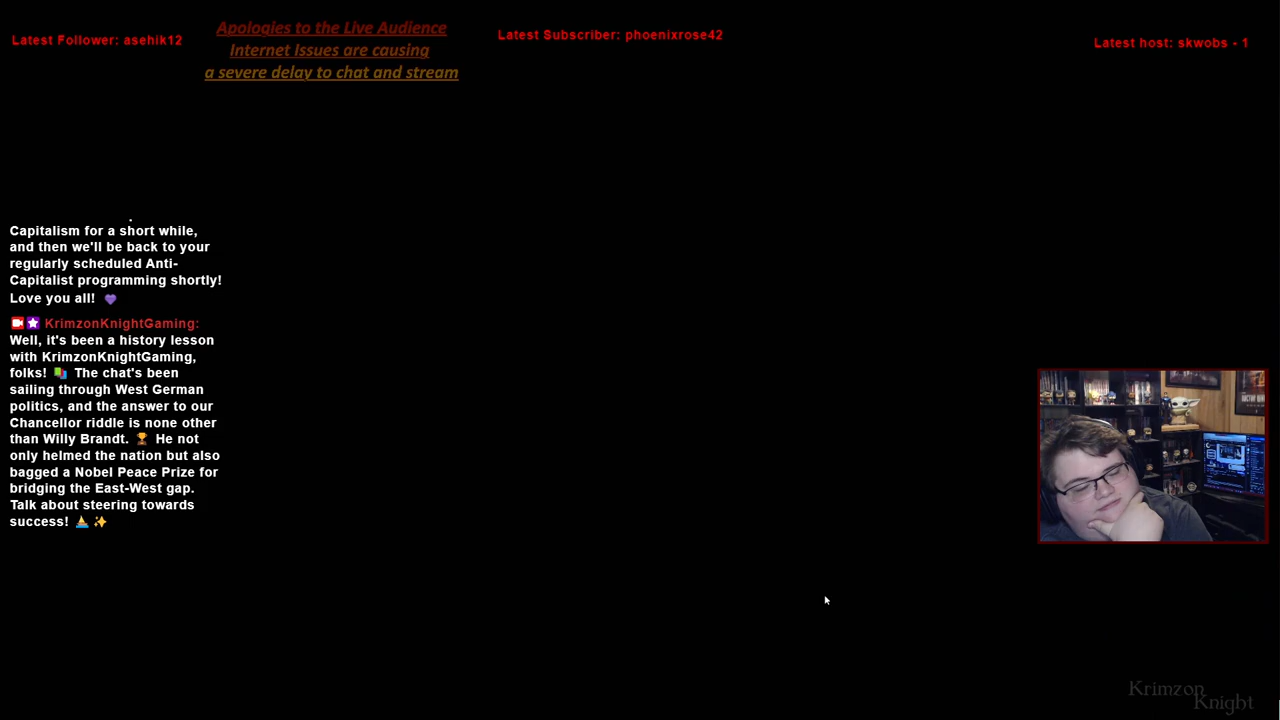 Latest Follower: asehik12
Apologies to the Live Audience
Internet Issues are causing
a severe delay to chat and stream
Latest Subscriber: phoenixrose42
Latest host: skwobs - 1
Capitalism for a short while,
and then we'll be back to your
regularly scheduled Anti-
Capitalist programming shortly!
Love you all! 💜
KrimzonKnightGaming:
Well, it's been a history lesson
with KrimzonKnightGaming,
folks! 📚 The chat's been
sailing through West German
politics, and the answer to our
Chancellor riddle is none other
than Willy Brandt. 🏆 He not
only helmed the nation but also
bagged a Nobel Peace Prize for
bridging the East-West gap.
Talk about steering towards
success! ⛵ ✨
Krimzon
Knight